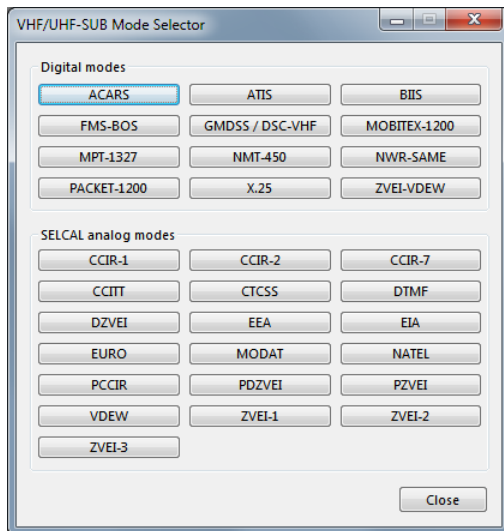 VHF/UHF-SUB Mode Selector
Digital modes
ACARS ATIS BIIS
FMS-BOS GMDSS / DSC-VHF MOBITEX-1200
MPT-1327 NMT-450 NWR-SAME
PACKET-1200 X.25 ZVEI-VDEW
SELCAL analog modes
CCIR-1 CCIR-2 CCIR-7
CCITT CTCSS DTMF
DZVEI EEA EIA
EURO MODAT NATEL
PCCIR PDZVEI PZVEI
VDEW ZVEI-1 ZVEI-2
ZVEI-3
Close